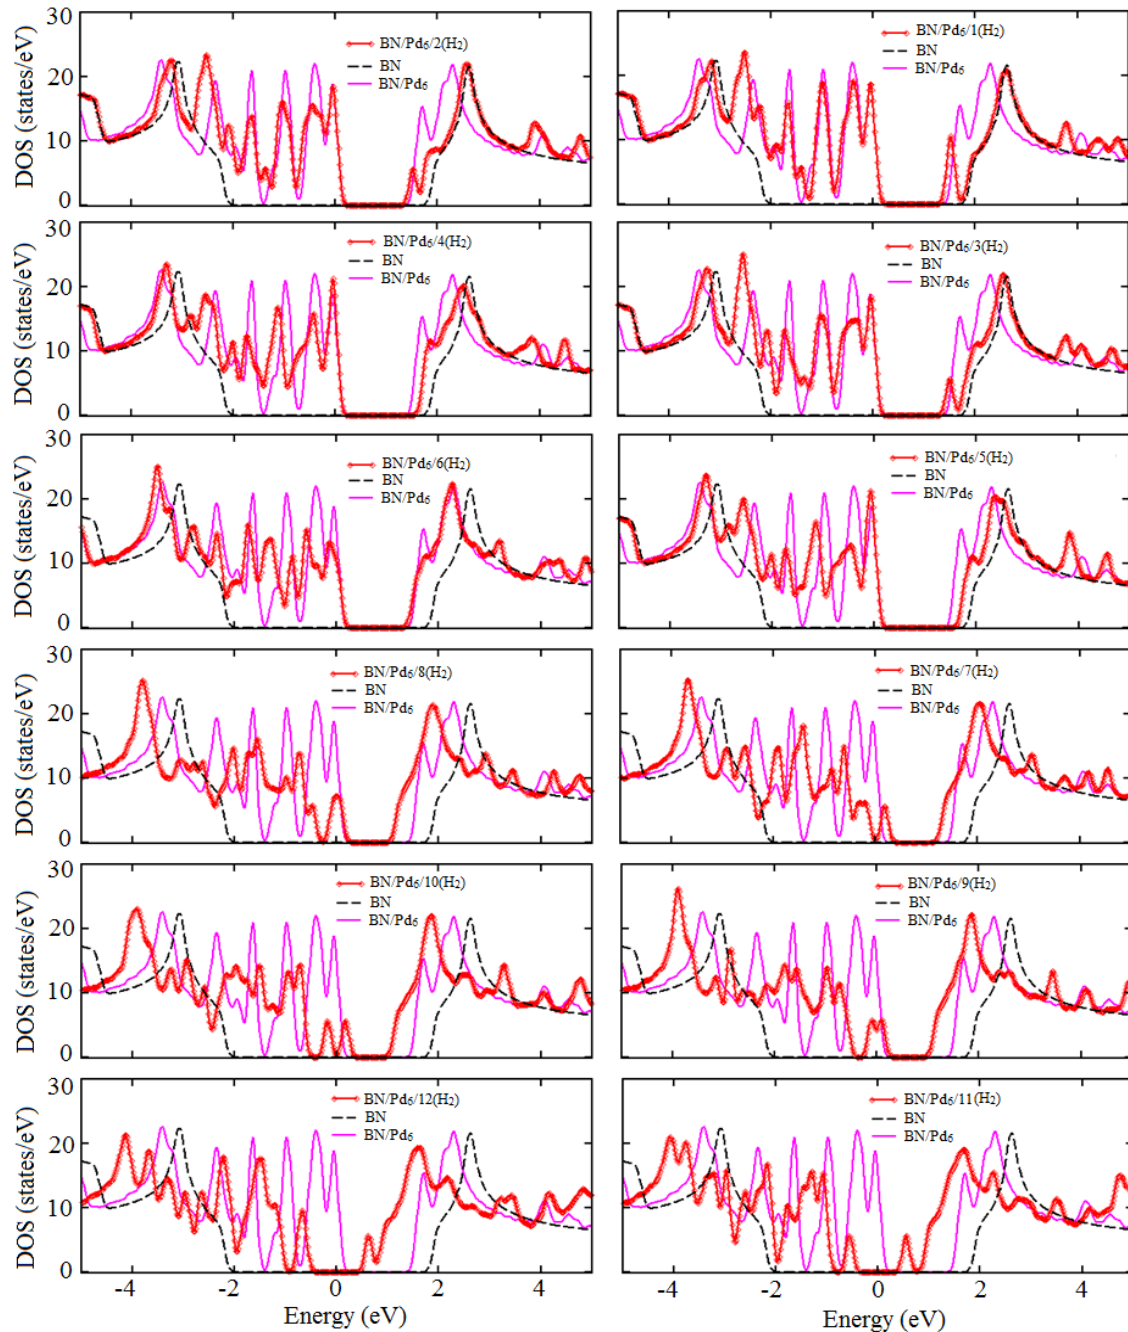 30
20
10
0
DOS (states/eV)
BN/Pd₆/2(H₂)
BN
BN/Pd₆
BN/Pd₆/1(H₂)
BN
BN/Pd₆
30
20
10
0
DOS (states/eV)
BN/Pd₆/4(H₂)
BN
BN/Pd₆
BN/Pd₆/3(H₂)
BN
BN/Pd₆
30
20
10
0
DOS (states/eV)
BN/Pd₆/6(H₂)
BN
BN/Pd₆
BN/Pd₆/5(H₂)
BN
BN/Pd₆
30
20
10
0
DOS (states/eV)
BN/Pd₆/8(H₂)
BN
BN/Pd₆
BN/Pd₆/7(H₂)
BN
BN/Pd₆
30
20
10
0
DOS (states/eV)
BN/Pd₆/10(H₂)
BN
BN/Pd₆
BN/Pd₆/9(H₂)
BN
BN/Pd₆
30
20
10
0
DOS (states/eV)
BN/Pd₆/12(H₂)
BN
BN/Pd₆
BN/Pd₆/11(H₂)
BN
BN/Pd₆
-4 -2 0 2 4
Energy (eV)
-4 -2 0 2 4
Energy (eV)